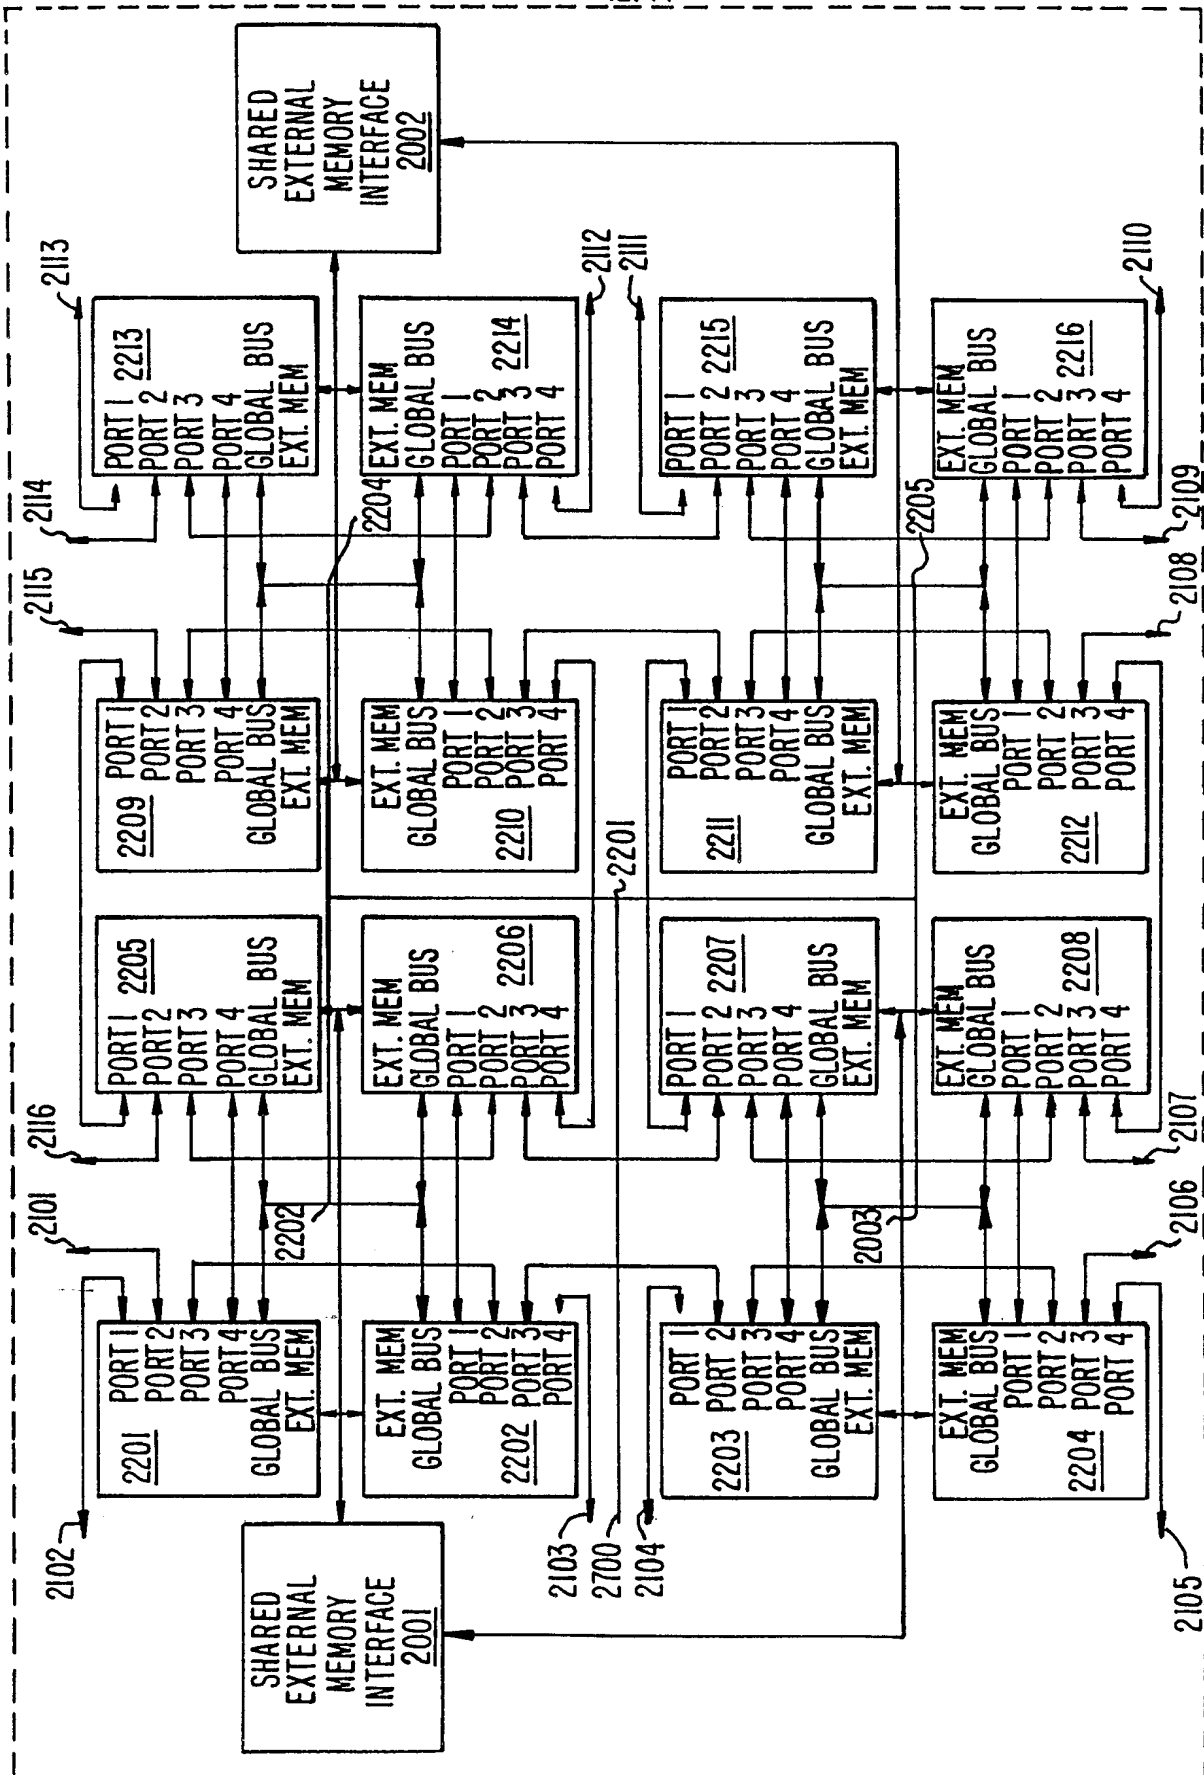 SHARED
EXTERNAL
MEMORY
INTERFACE
2001
2102
2101
2201
PORT 1
PORT 2
PORT 3
PORT 4
GLOBAL BUS
EXT. MEM
2202
EXT. MEM
GLOBAL BUS
PORT 1
PORT 2
PORT 3
PORT 4
2103
2700
2104
2203
PORT 1
PORT 2
PORT 3
PORT 4
GLOBAL BUS
EXT. MEM
2204
EXT. MEM
GLOBAL BUS
PORT 1
PORT 2
PORT 3
PORT 4
2105
2106
2202
2003
2116
2107
PORT 1
PORT 2
PORT 3
PORT 4
GLOBAL BUS
EXT. MEM
2205
EXT. MEM
GLOBAL BUS
PORT 1
PORT 2
PORT 3
PORT 4
2206
PORT 1
PORT 2
PORT 3
PORT 4
GLOBAL BUS
EXT. MEM
2207
EXT. MEM
GLOBAL BUS
PORT 1
PORT 2
PORT 3
PORT 4
2208
2201
2209
PORT 1
PORT 2
PORT 3
PORT 4
GLOBAL BUS
EXT. MEM
2210
EXT. MEM
GLOBAL BUS
PORT 1
PORT 2
PORT 3
PORT 4
2211
PORT 1
PORT 2
PORT 3
PORT 4
GLOBAL BUS
EXT. MEM
2212
EXT. MEM
GLOBAL BUS
PORT 1
PORT 2
PORT 3
PORT 4
2115
2108
2114
2204
2205
2109
PORT 1
PORT 2
PORT 3
PORT 4
GLOBAL BUS
EXT. MEM
2213
EXT. MEM
GLOBAL BUS
PORT 1
PORT 2
PORT 3
PORT 4
2214
PORT 1
PORT 2
PORT 3
PORT 4
GLOBAL BUS
EXT. MEM
2215
EXT. MEM
GLOBAL BUS
PORT 1
PORT 2
PORT 3
PORT 4
2216
2113
2112
2111
2110
SHARED
EXTERNAL
MEMORY
INTERFACE
2002